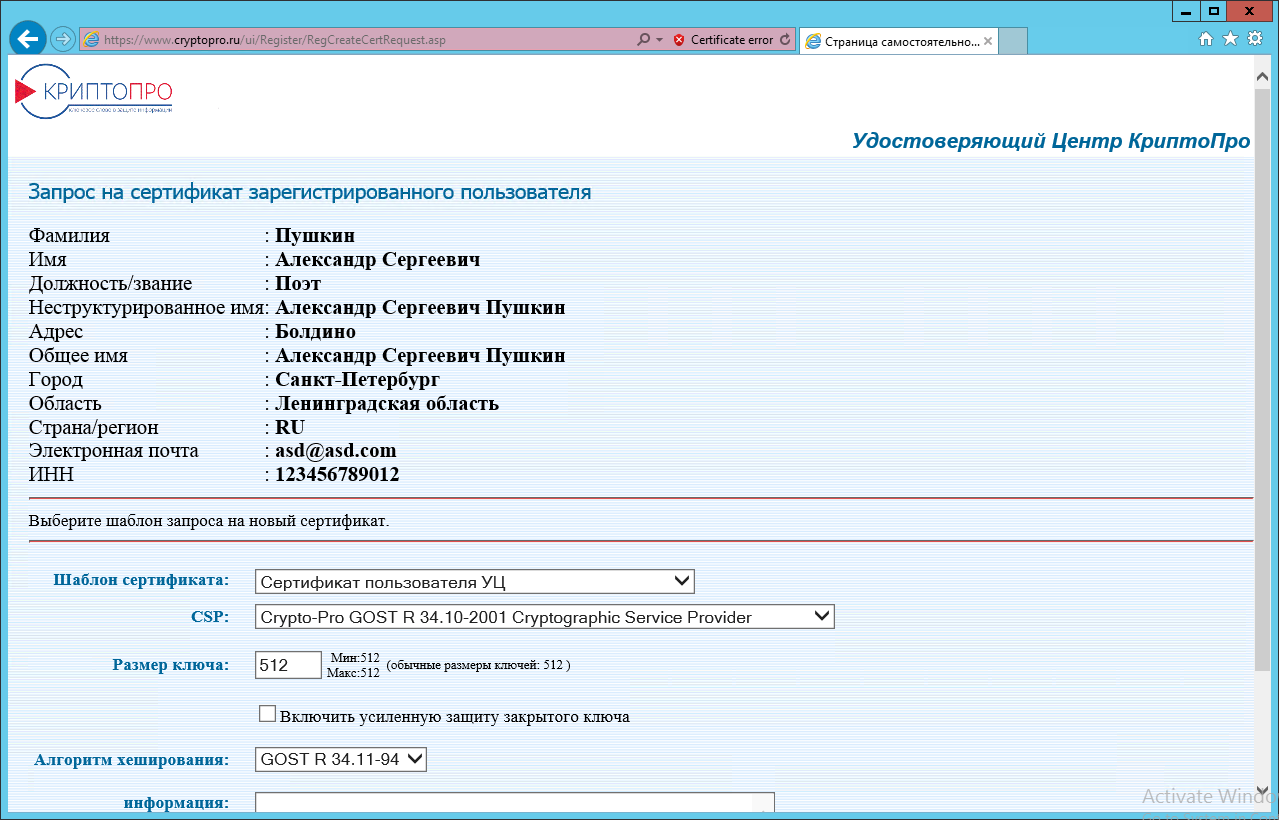 https://www.cryptopro.ru/ui/Register/RegCreateCertRequest.asp
Certificate error
Страница самостоятельно...
КРИПТОПРО
ключевое слово в защите информации
Удостоверяющий Центр КриптоПро
Запрос на сертификат зарегистрированного пользователя
Фамилия : Пушкин
Имя : Александр Сергеевич
Должность/звание : Поэт
Неструктурированное имя: Александр Сергеевич Пушкин
Адрес : Болдино
Общее имя : Александр Сергеевич Пушкин
Город : Санкт-Петербург
Область : Ленинградская область
Страна/регион : RU
Электронная почта : asd@asd.com
ИНН : 123456789012
Выберите шаблон запроса на новый сертификат.
Шаблон сертификата: Сертификат пользователя УЦ
CSP: Crypto-Pro GOST R 34.10-2001 Cryptographic Service Provider
Размер ключа: 512 Мин:512 (обычные размеры ключей: 512 )
Макс:512
Включить усиленную защиту закрытого ключа
Алгоритм хеширования: GOST R 34.11-94
информация:
Activate Windo